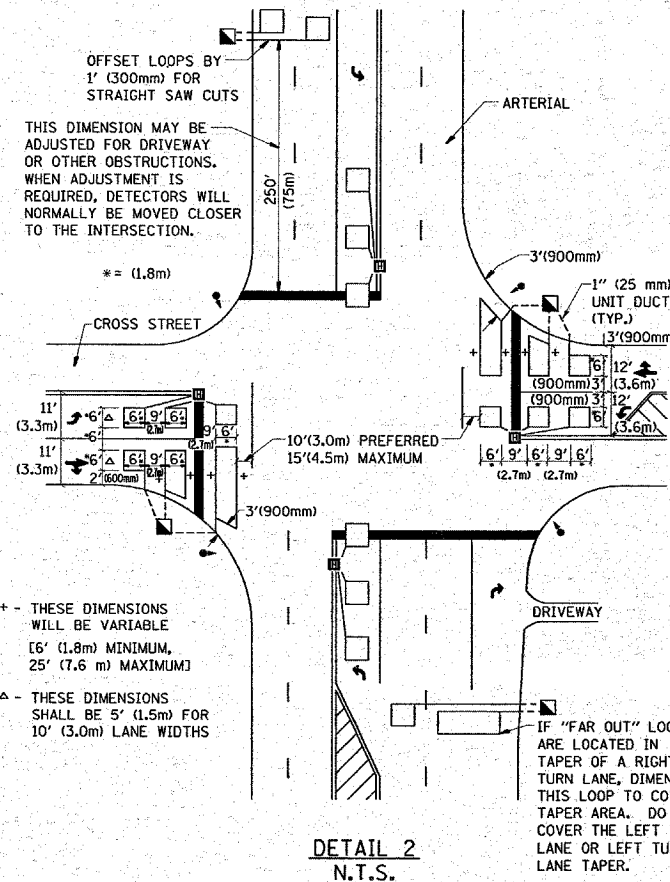 OFFSET LOOPS BY
1' (300mm) FOR
STRAIGHT SAW CUTS
ARTERIAL
THIS DIMENSION MAY BE
ADJUSTED FOR DRIVEWAY
OR OTHER OBSTRUCTIONS.
WHEN ADJUSTMENT IS
REQUIRED, DETECTORS WILL
NORMALLY BE MOVED CLOSER
TO THE INTERSECTION.
250'
(75m)
* = (1.8m)
3'(900mm)
1" (25 mm)
UNIT DUCT
(TYP.)
CROSS STREET
3'(900mm
6'
*
12'
(3.6m)
(900mm) 3'
(900mm) 3'
12'
6'
*
(3.6m)
11'
(3.3m)
*6'
△
6' 9' 6'
* (2.7m) *
*6'
9' 6'
(2.7m) *
11'
(3.3m)
*6'
△
6' 9' 6'
* (2.7m) *
2' (600mm)
10'(3.0m) PREFERRED
15'(4.5m) MAXIMUM
6' 9' 6' 9' 6'
* (2.7m) * (2.7m) *
3'(900mm)
+ - THESE DIMENSIONS
WILL BE VARIABLE
[6' (1.8m) MINIMUM,
25' (7.6 m) MAXIMUM]
△ - THESE DIMENSIONS
SHALL BE 5' (1.5m) FOR
10' (3.0m) LANE WIDTHS
DRIVEWAY
IF "FAR OUT" LOO
ARE LOCATED IN
TAPER OF A RIGHT
TURN LANE, DIMEN
THIS LOOP TO CO
TAPER AREA. DO
COVER THE LEFT
LANE OR LEFT TU
LANE TAPER.
DETAIL 2
N.T.S.